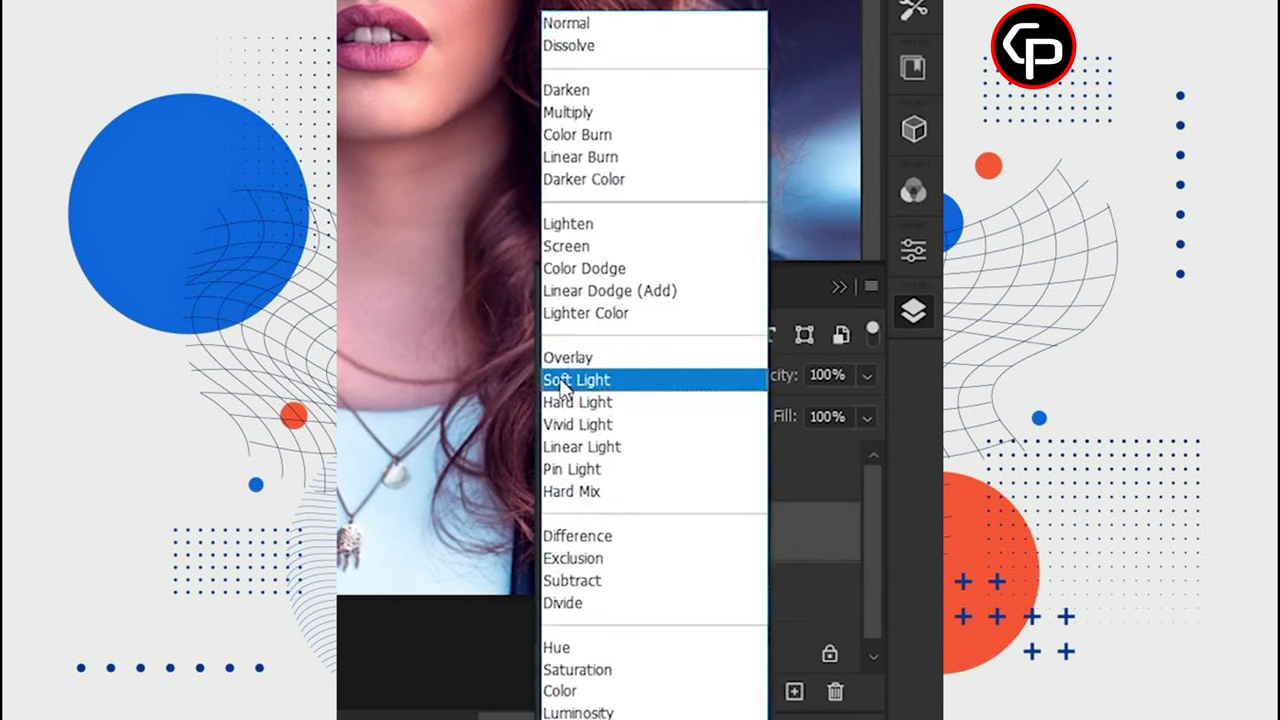 Normal
Dissolve
Darken
Multiply
Color Burn
Linear Burn
Darker Color
Lighten
Screen
Color Dodge
Linear Dodge (Add)
Lighter Color
Overlay
Soft Light
Hard Light
Vivid Light
Linear Light
Pin Light
Hard Mix
Difference
Exclusion
Subtract
Divide
Hue
Saturation
Color
Luminosity
city: 100%
Fill: 100%